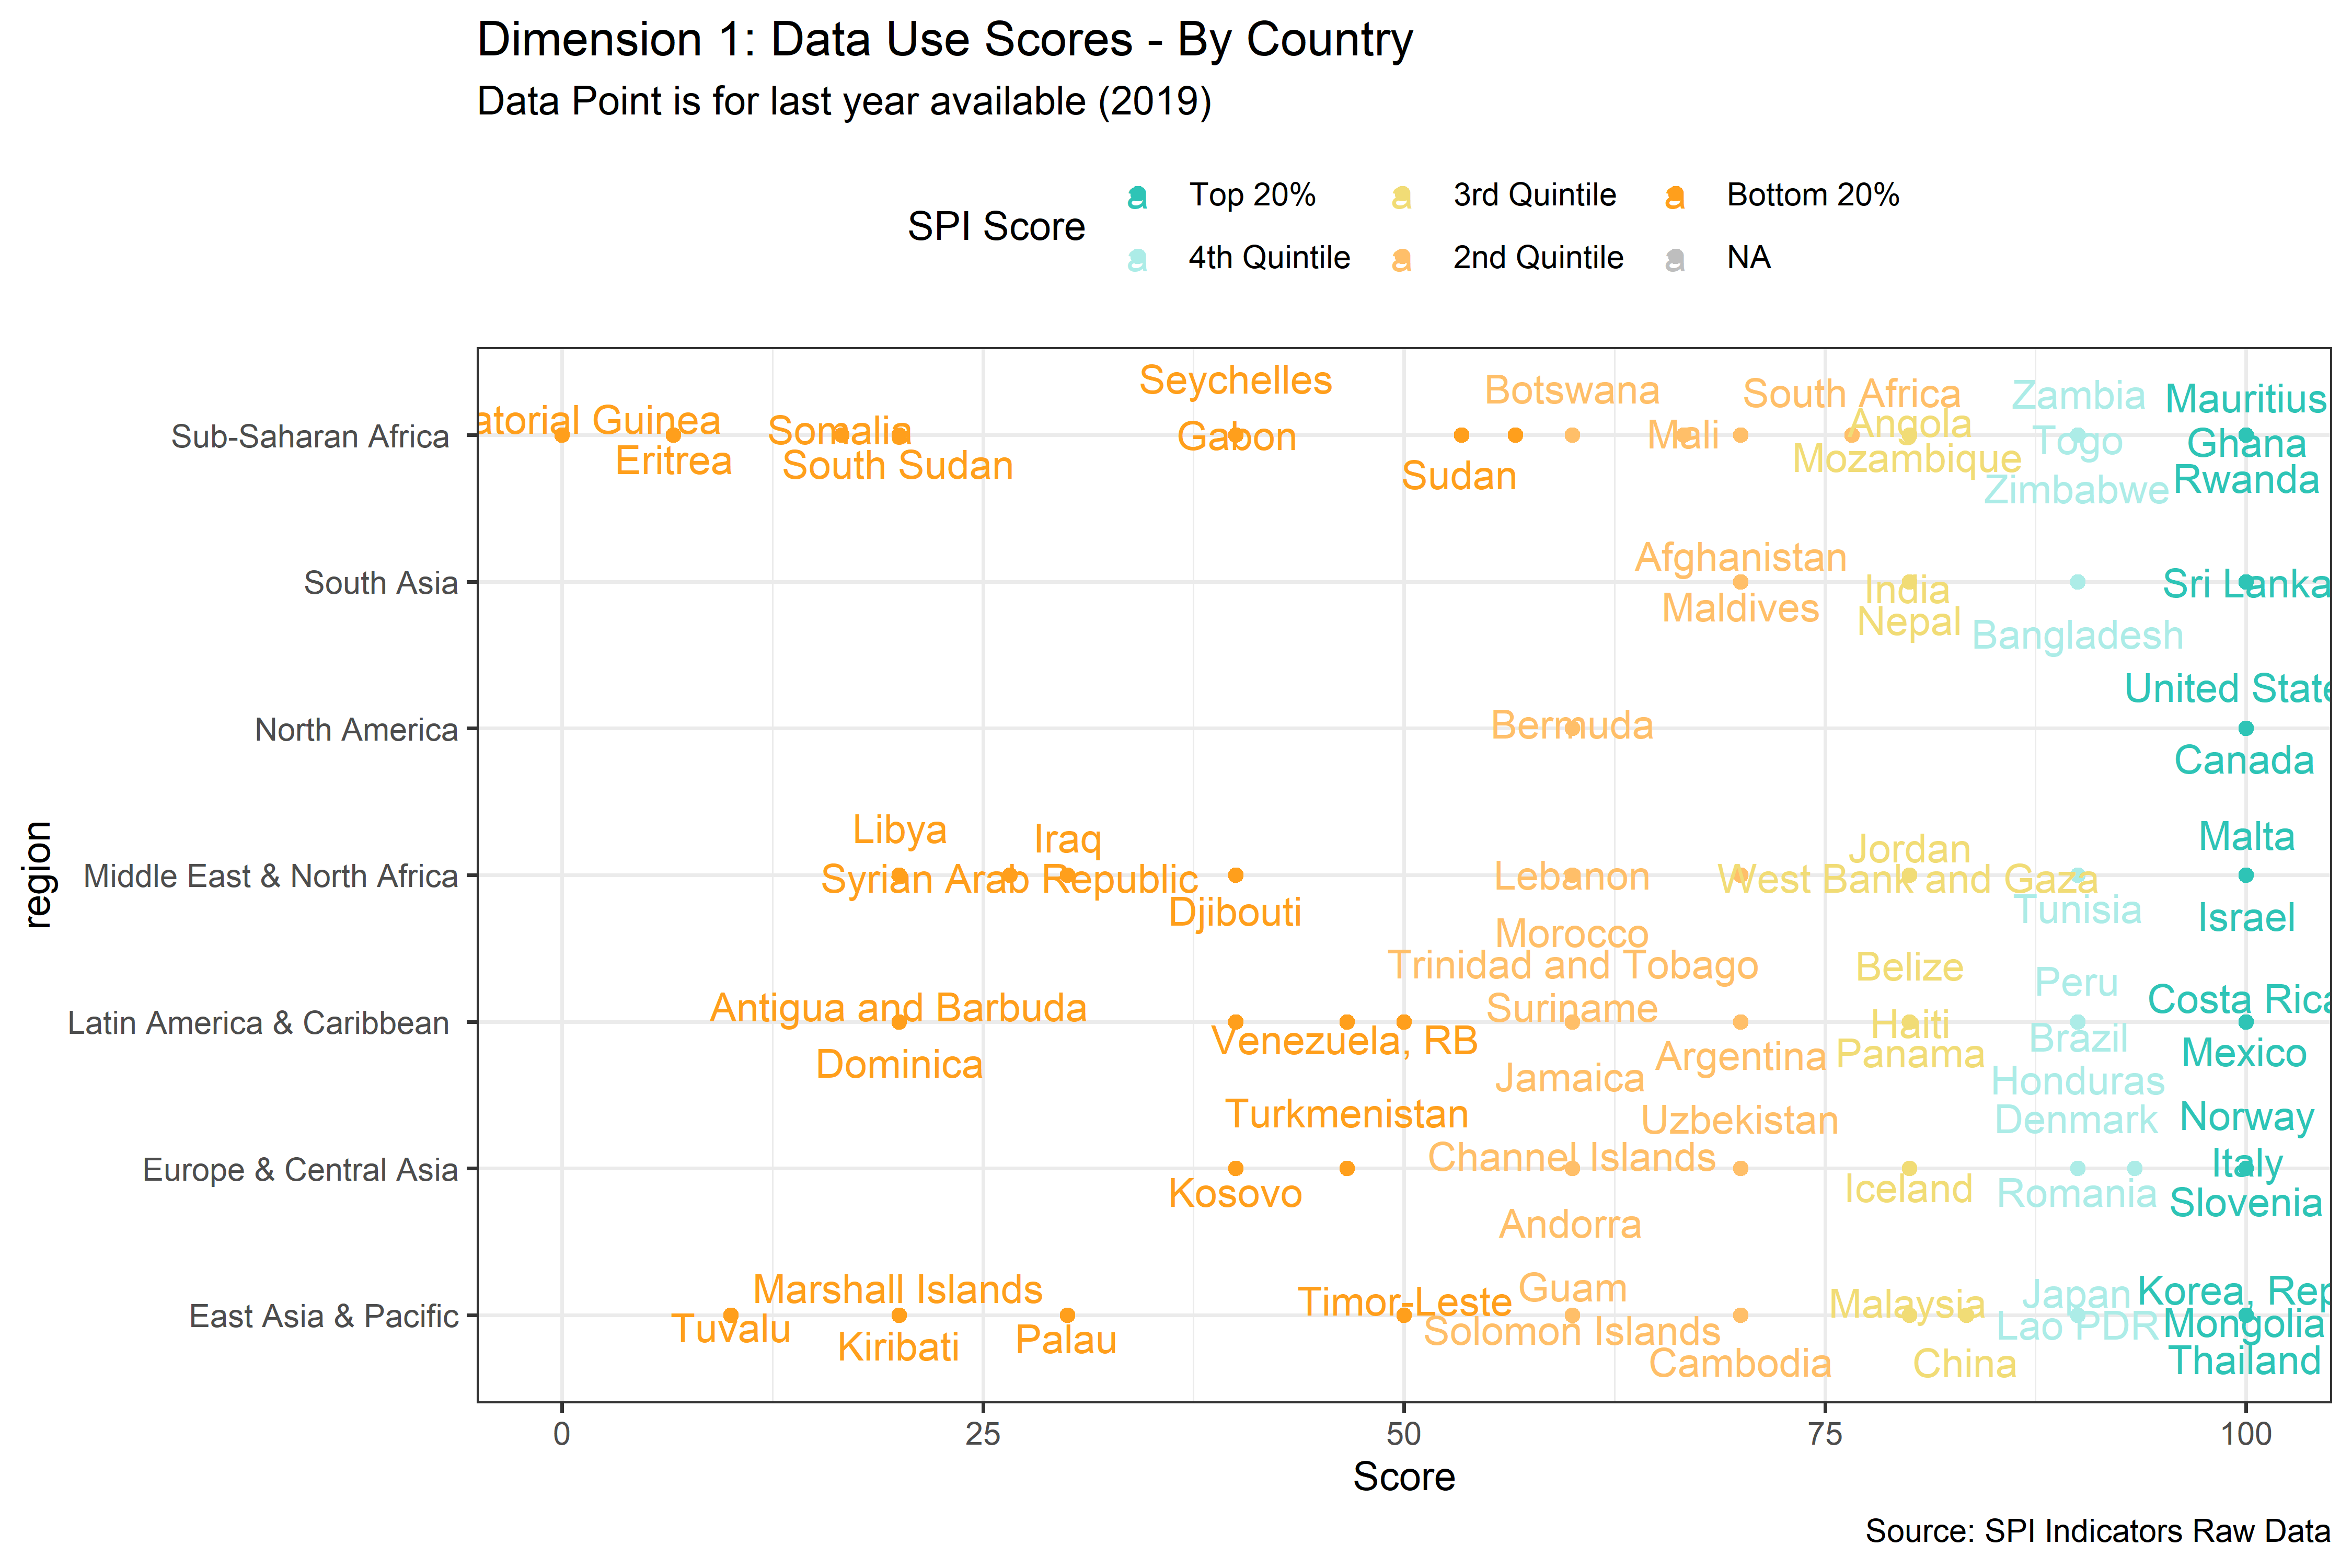 Dimension 1: Data Use Scores - By Country
Data Point is for last year available (2019)
SPI Score
a Top 20%
a 3rd Quintile
a Bottom 20%
a 4th Quintile
a 2nd Quintile
a NA
region
Sub-Saharan Africa
atorial Guinea
Eritrea
Somalia
South Sudan
Seychelles
Gabon
Sudan
Botswana
Mali
South Africa
Angola
Mozambique
Zambia
Togo
Zimbabwe
Mauritius
Ghana
Rwanda
South Asia
Afghanistan
Maldives
India
Nepal
Bangladesh
Sri Lanka
North America
Bermuda
United State
Canada
Middle East & North Africa
Libya
Syrian Arab Republic
Iraq
Djibouti
Lebanon
Morocco
Jordan
West Bank and Gaza
Tunisia
Malta
Israel
Latin America & Caribbean
Antigua and Barbuda
Dominica
Venezuela, RB
Trinidad and Tobago
Suriname
Jamaica
Argentina
Belize
Haiti
Panama
Peru
Brazil
Honduras
Costa Rica
Mexico
Europe & Central Asia
Turkmenistan
Kosovo
Channel Islands
Andorra
Uzbekistan
Iceland
Denmark
Romania
Norway
Italy
Slovenia
East Asia & Pacific
Tuvalu
Marshall Islands
Kiribati
Palau
Timor-Leste
Guam
Solomon Islands
Cambodia
Malaysia
China
Japan
Lao PDR
Korea, Rep
Mongolia
Thailand
0
25
50
75
100
Score
Source: SPI Indicators Raw Data